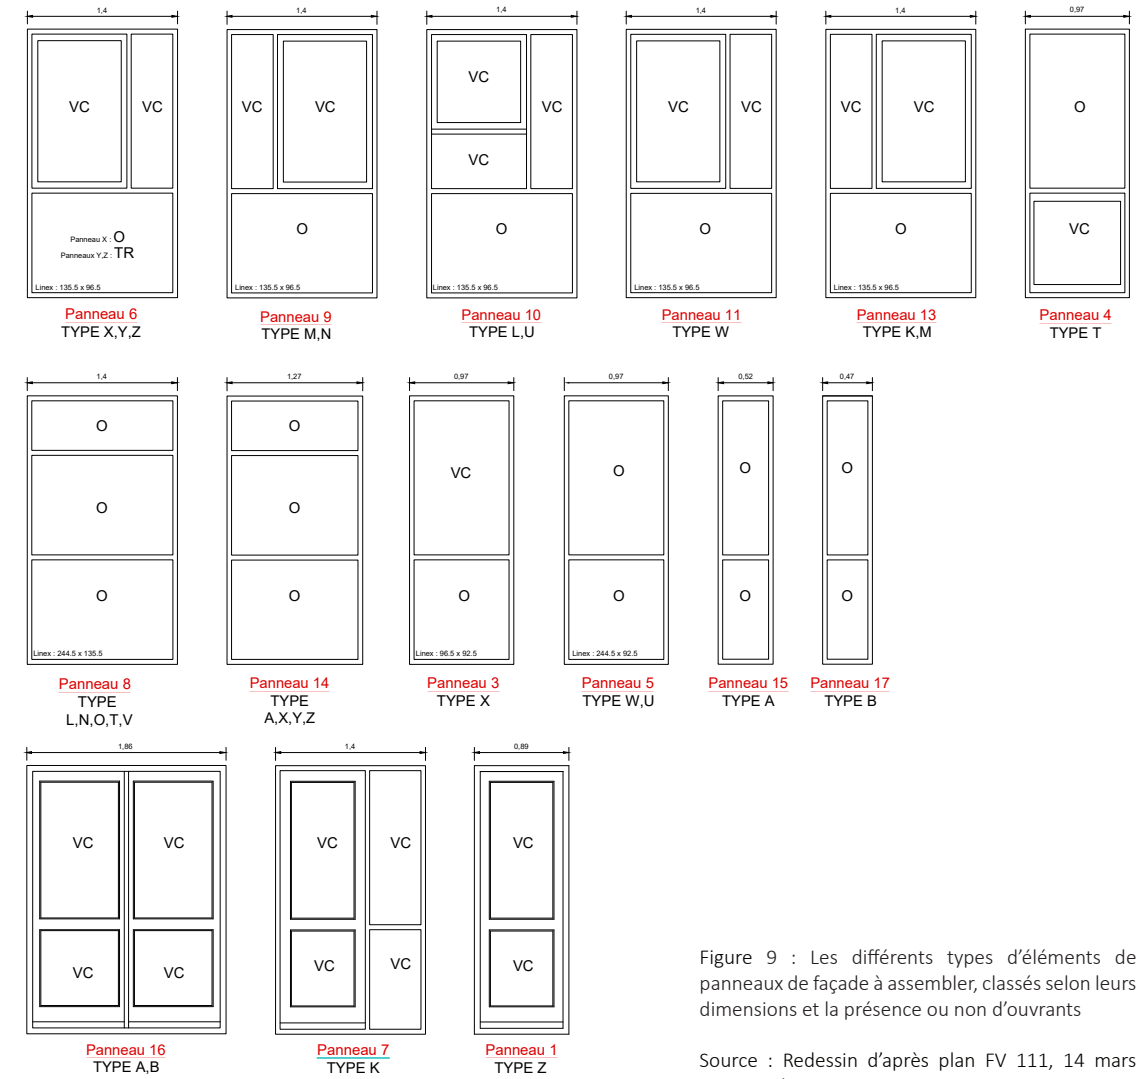 1,4
1,4
1,4
1,4
1,4
0,97
VC VC
VC VC
VC VC
VC
VC VC
VC VC
O
VC
Panneau X : O
Panneaux Y,Z : TR
O
O
O
O
Linex : 135.5 x 96.5
Linex : 135.5 x 96.5
Linex : 135.5 x 96.5
Linex : 135.5 x 96.5
Linex : 135.5 x 96.5
Panneau 6
TYPE X,Y,Z
Panneau 9
TYPE M,N
Panneau 10
TYPE L,U
Panneau 11
TYPE W
Panneau 13
TYPE K,M
Panneau 4
TYPE T
1,4
1,27
0,97
0,97
0,52
0,47
O
O
O
Linex : 244.5 x 135.5
O
O
O
VC
O
Linex : 96.5 x 92.5
O
O
Linex : 244.5 x 92.5
O
O
O
O
Panneau 8
TYPE
L,N,O,T,V
Panneau 14
TYPE
A,X,Y,Z
Panneau 3
TYPE X
Panneau 5
TYPE W,U
Panneau 15
TYPE A
Panneau 17
TYPE B
1,86
1,4
0,89
VC VC
VC VC
VC VC
VC VC
VC
VC
Panneau 16
TYPE A,B
Panneau 7
TYPE K
Panneau 1
TYPE Z
Figure 9 : Les différents types d’éléments de
panneaux de façade à assembler, classés selon leurs
dimensions et la présence ou non d’ouvrants
Source : Redessin d’après plan FV 111, 14 mars